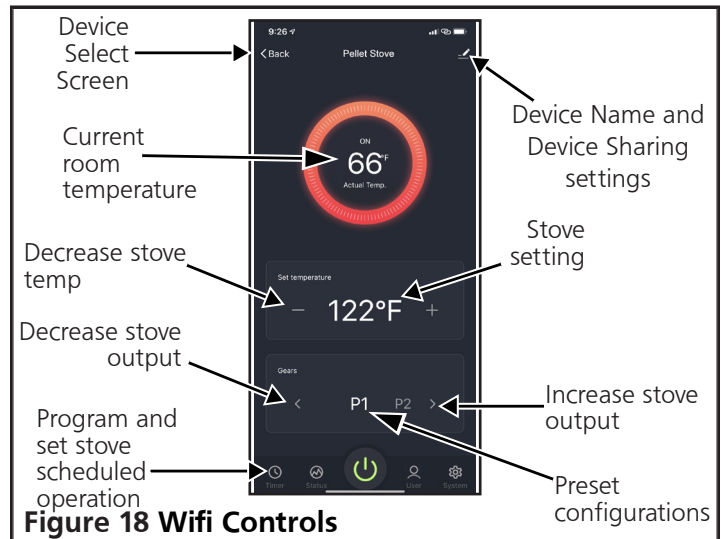 Device
Select
Screen
9:26
Back
Pellet Stove
Device Name and
Device Sharing
settings
Current
room
temperature
ON
66°F
Actual Temp.
Decrease stove
temp
Stove
setting
Set temperature
− 122°F +
Decrease stove
output
Gears
< P1 P2 >
Increase stove
output
Program and
set stove
scheduled
operation
Timer Status User System
Preset
configurations
Figure 18 Wifi Controls